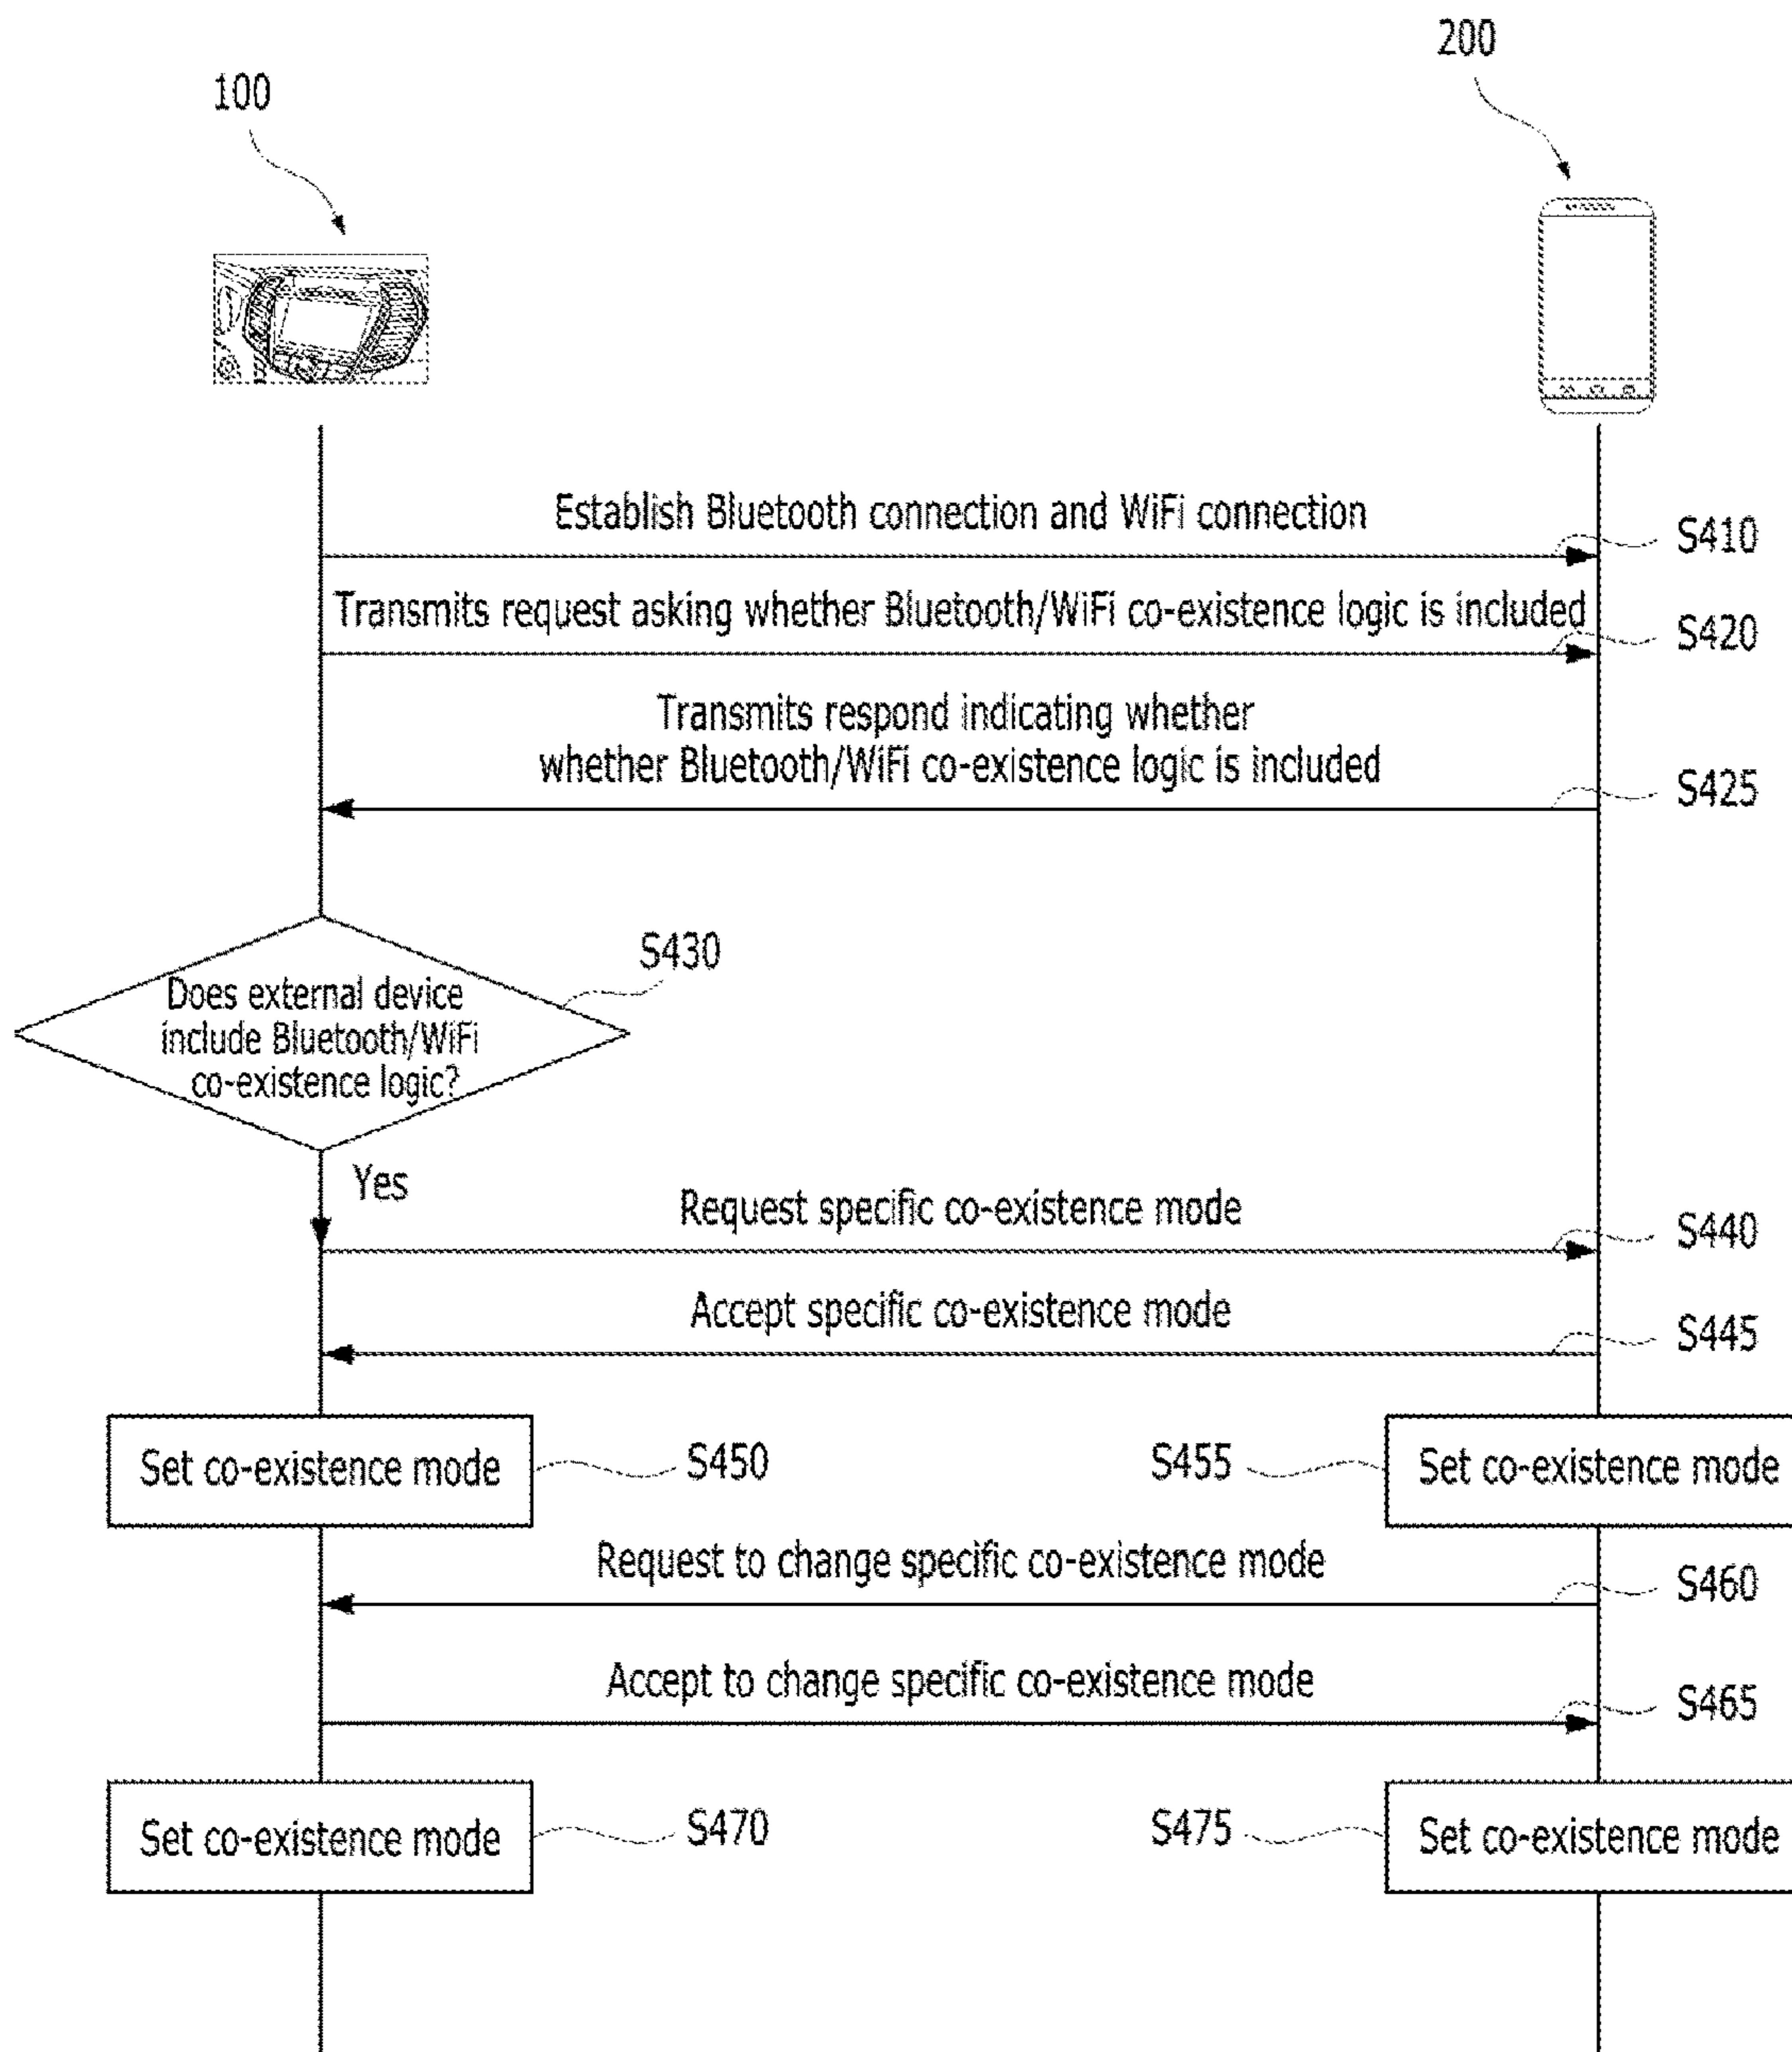 200
100
Establish Bluetooth connection and WiFi connection
S410
Transmits request asking whether Bluetooth/WiFi co-existence logic is included
S420
Transmits respond indicating whether
whether Bluetooth/WiFi co-existence logic is included
S425
S430
Does external device
include Bluetooth/WiFi
co-existence logic?
Yes
Request specific co-existence mode
S440
Accept specific co-existence mode
S445
Set co-existence mode
S450
S455
Set co-existence mode
Request to change specific co-existence mode
S460
Accept to change specific co-existence mode
S465
Set co-existence mode
S470
S475
Set co-existence mode